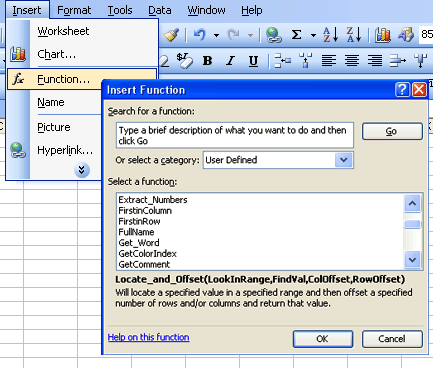 Insert Format Tools Data Window Help
Worksheet
Chart...
fx Function...
Name
Picture
Hyperlink...
Σ
85
$ B I U
Insert Function
Search for a function:
Type a brief description of what you want to do and then
click Go
Go
Or select a category: User Defined
Select a function:
Extract_Numbers
FirstinColumn
FirstinRow
FullName
Get_Word
GetColorIndex
GetComment
Locate_and_Offset(LookInRange,FindVal,ColOffset,RowOffset)
Will locate a specified value in a specified range and then offset a specified
number of rows and/or columns and return that value.
Help on this function
OK Cancel